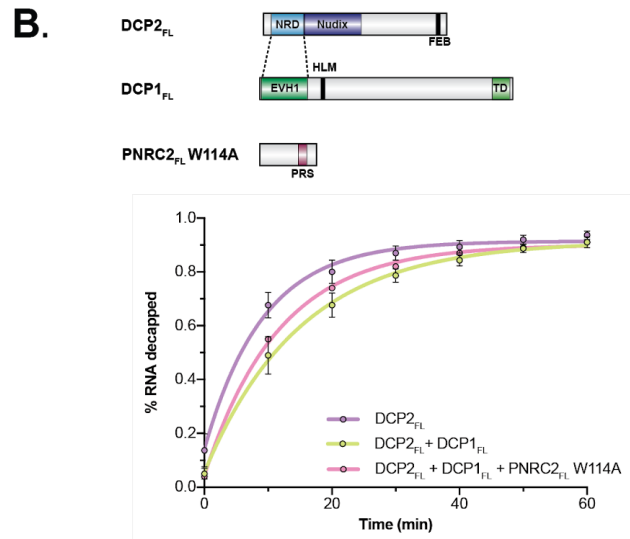 B.
DCP2FL
NRD Nudix
FEB
HLM
DCP1FL
EVH1 TD
PNRC2FL W114A
PRS
1.0
0.8
0.6
0.4
0.2
0.0
% RNA decapped
DCP2FL
DCP2FL + DCP1FL
DCP2FL + DCP1FL + PNRC2FL W114A
0 20 40 60
Time (min)